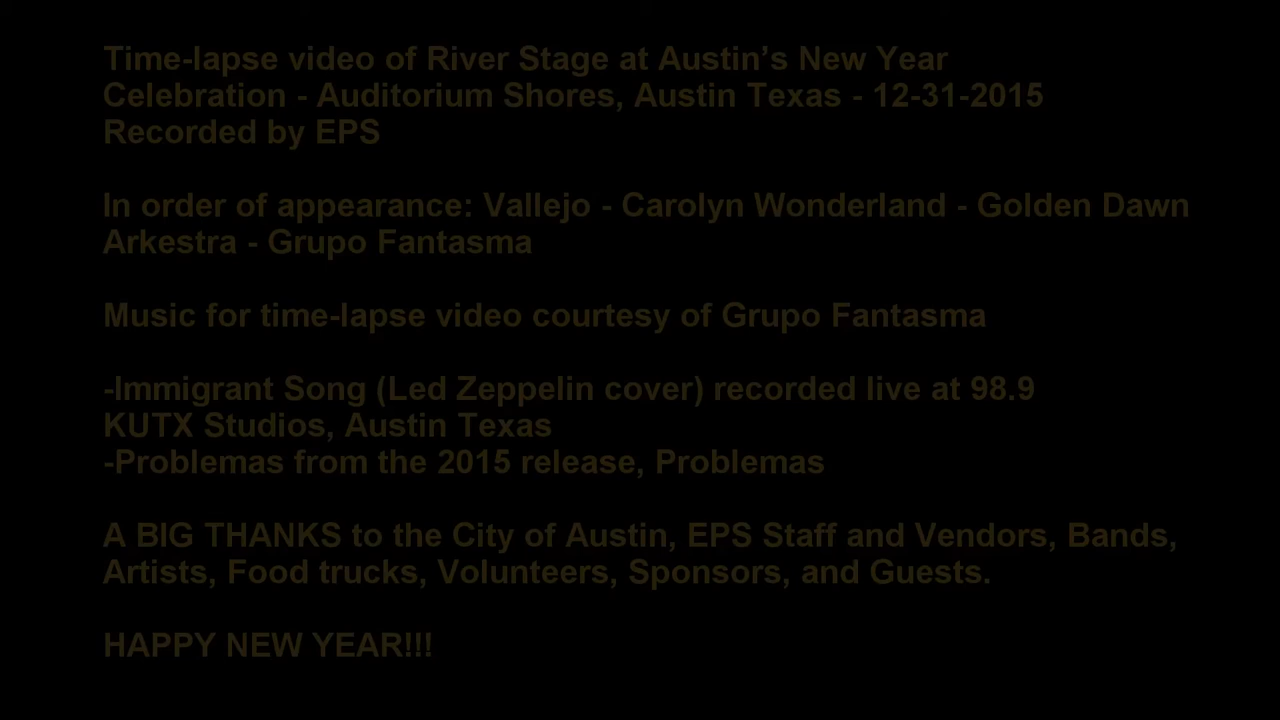 Time-lapse video of River Stage at Austin’s New Year
Celebration - Auditorium Shores, Austin Texas - 12-31-2015
Recorded by EPS
In order of appearance: Vallejo - Carolyn Wonderland - Golden Dawn
Arkestra - Grupo Fantasma
Music for time-lapse video courtesy of Grupo Fantasma
-Immigrant Song (Led Zeppelin cover) recorded live at 98.9
KUTX Studios, Austin Texas
-Problemas from the 2015 release, Problemas
A BIG THANKS to the City of Austin, EPS Staff and Vendors, Bands,
Artists, Food trucks, Volunteers, Sponsors, and Guests.
HAPPY NEW YEAR!!!